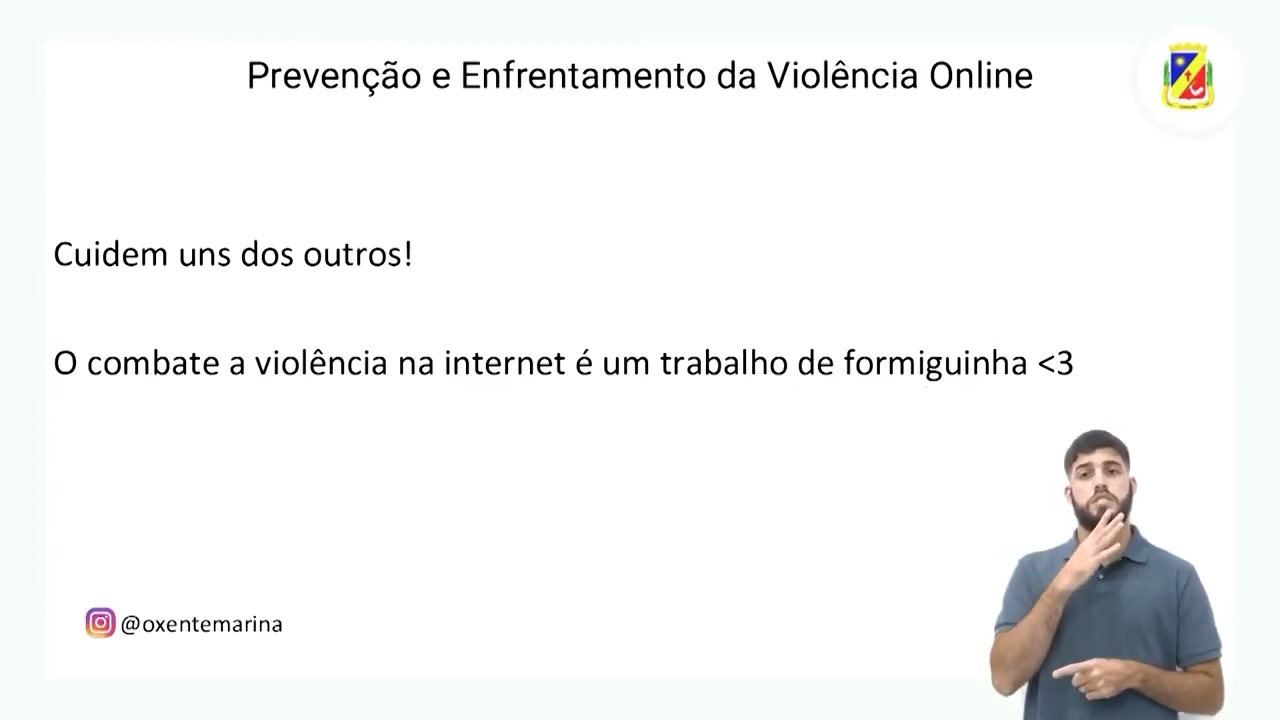 Prevenção e Enfrentamento da Violência Online
Cuidem uns dos outros!
O combate a violência na internet é um trabalho de formiguinha <3
@oxentemarina